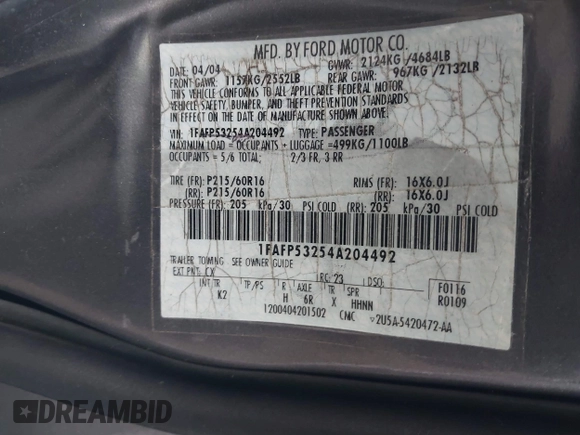 MFD. BY FORD MOTOR CO.
DATE: 04/04 GVWR: 2124KG /4684LB
FRONT GAWR: 1157KG/2552LB REAR GAWR: 967KG/2132LB
THIS VEHICLE CONFORMS TO ALL APPLICABLE FEDERAL MOTOR
VEHICLE SAFETY, BUMPER, AND THEFT PREVENTION STANDARDS
IN EFFECT ON THE DATE OF MANUFACTURE SHOWN ABOVE.
VIN: 1FAFP53254A204492 TYPE: PASSENGER
MAXIMUM LOAD = OCCUPANTS + LUGGAGE =499KG/1100LB
OCCUPANTS = 5/6 TOTAL: 2/3 FR, 3 RR
TIRE (FR): P215/60R16 RIMS (FR): 16X6.0J
(RR): P215/60R16 (RR): 16X6.0J
PRESSURE (FR): 205 kPa/30 PSI COLD (RR): 205 kPa/30 PSI COLD
1FAFP53254A204492
TRAILER TOWING: SEE OWNER GUIDE
EXT PNT: CX RC: 23 DSO: F0116
INT TR TP/PS R AXLE TR SPR R0109
K2 H 6R X HHNN
1200404201502 CMC 2U5A-5420472-AA
DREAMBID